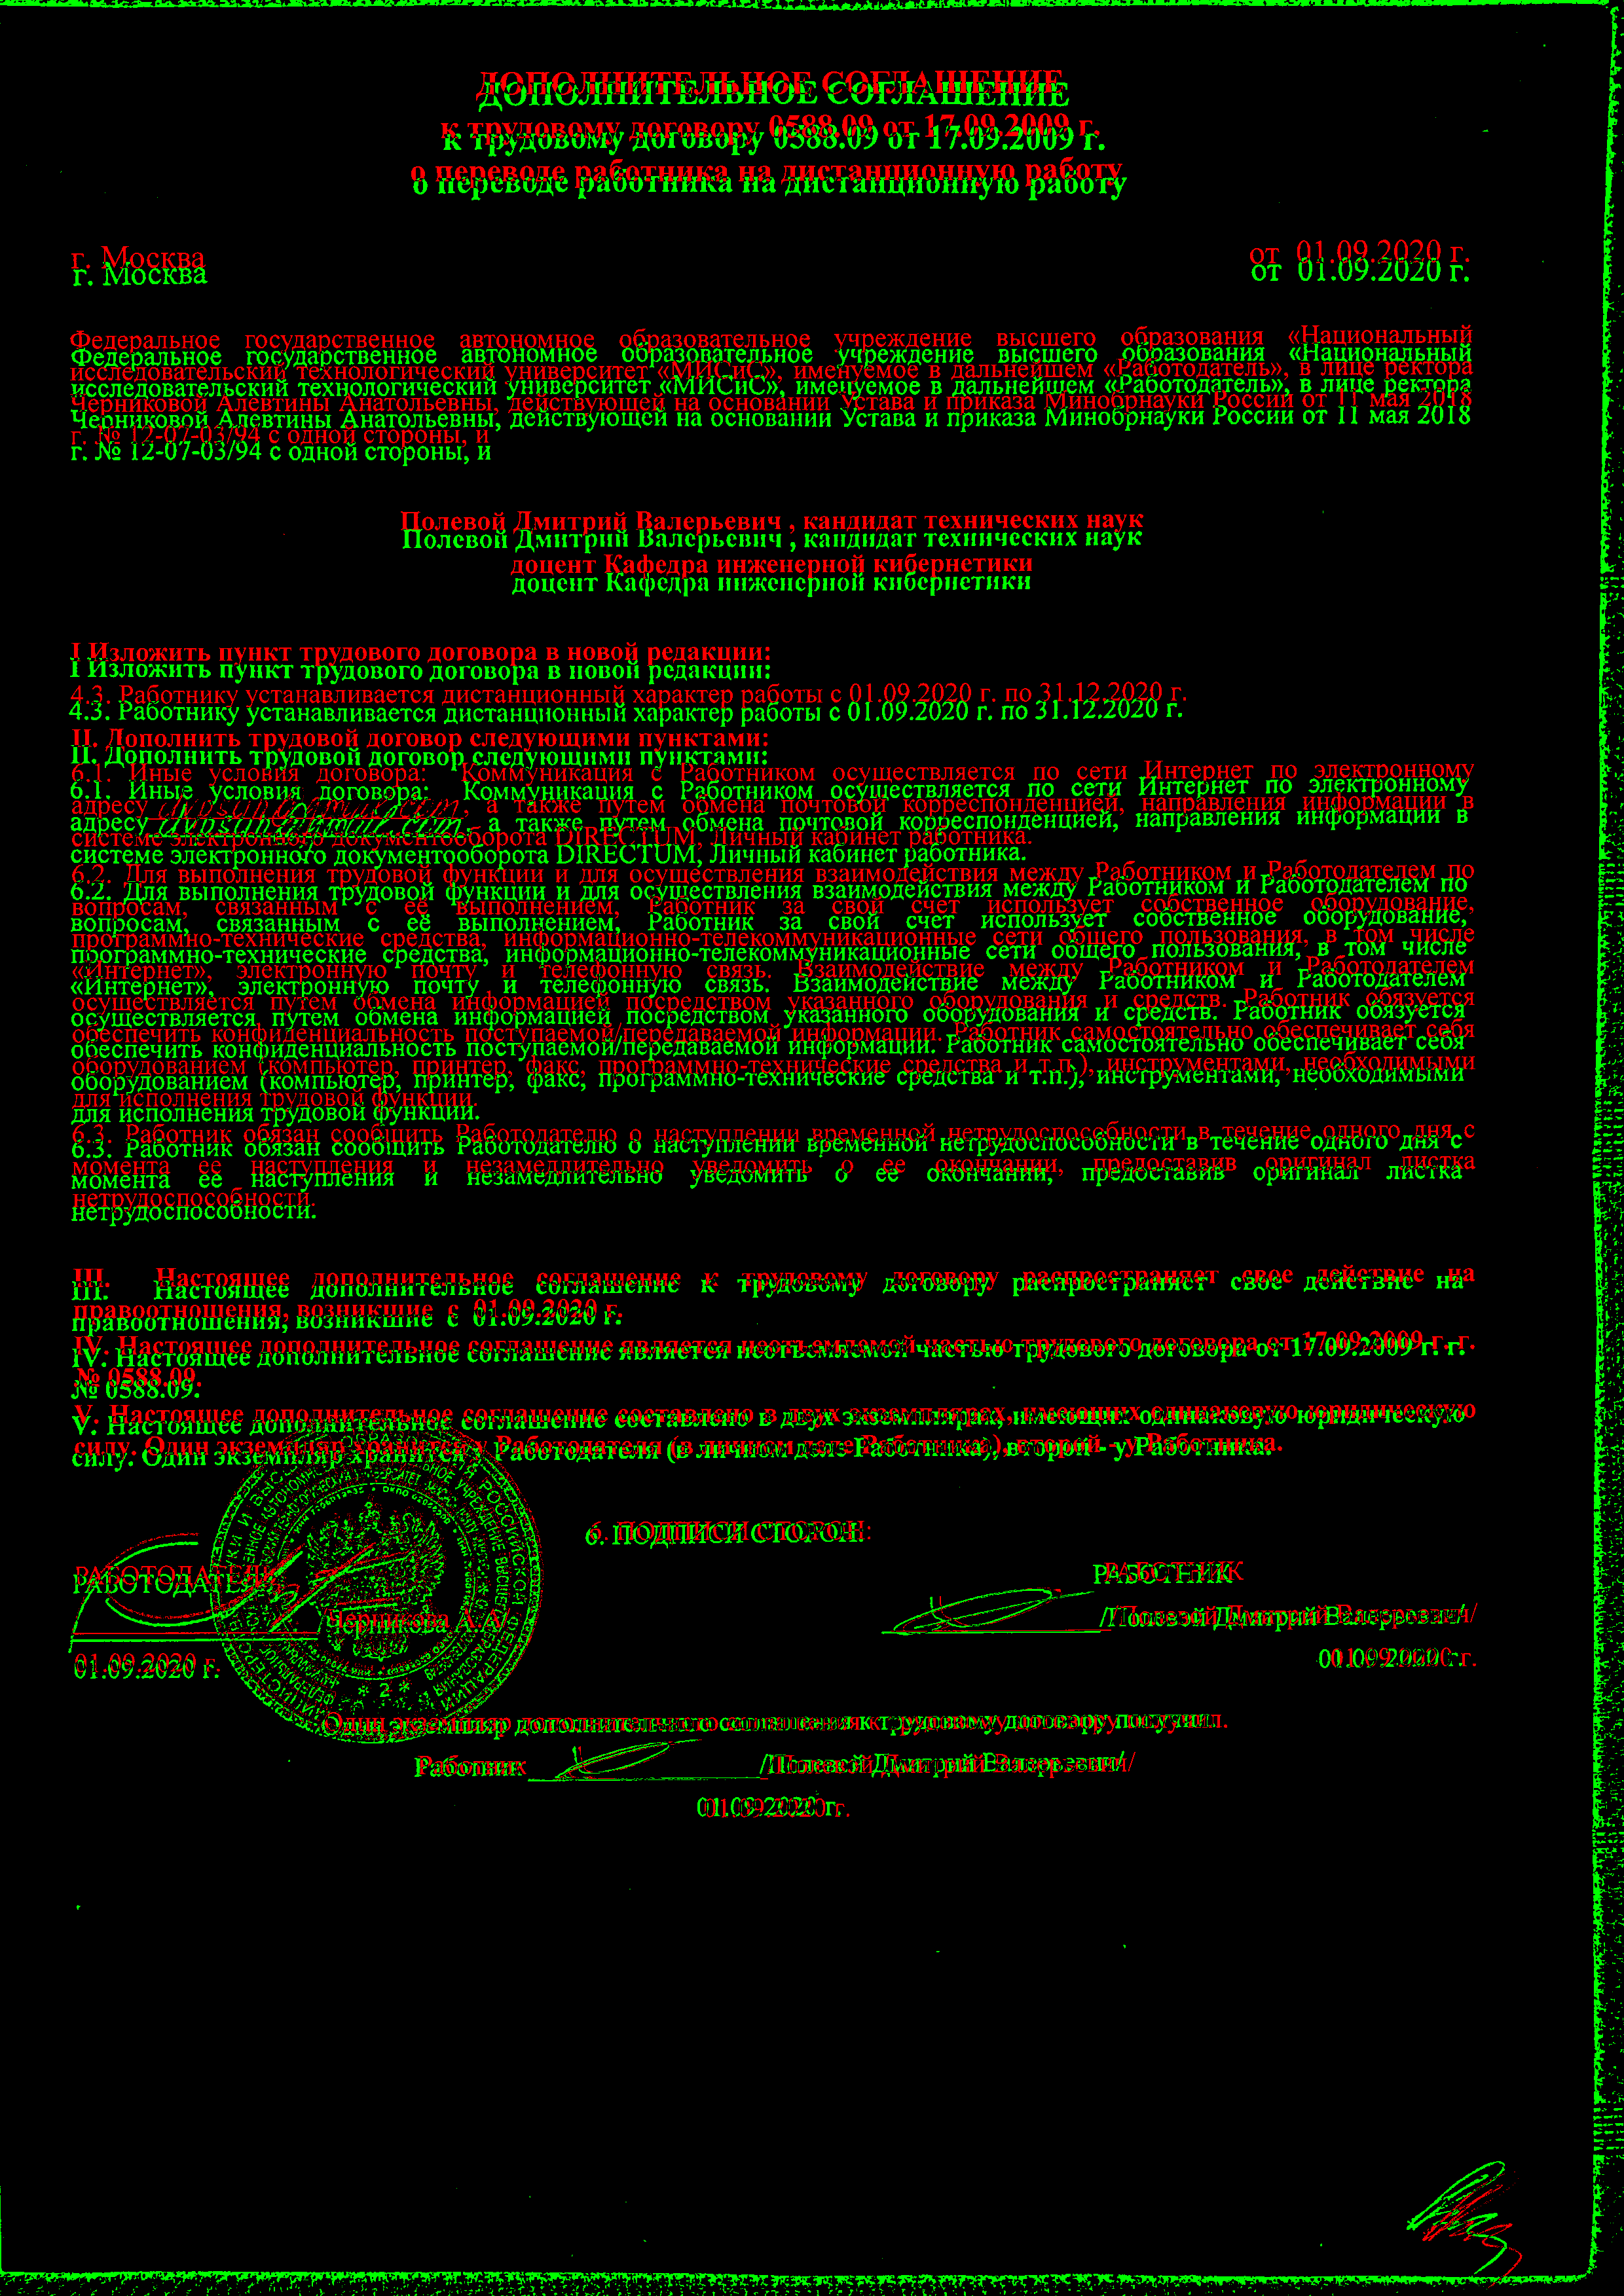 ДОПОЛНИТЕЛЬНОЕ СОГЛАШЕНИЕ
к трудовому договору 0588.09 от 17.09.2009 г.
о переводе работника на дистанционную работу
г. Москва от 01.09.2020 г.
Федеральное государственное автономное образовательное учреждение высшего образования «Национальный
исследовательский технологический университет «МИСиС», именуемое в дальнейшем «Работодатель», в лице ректора
Черниковой Алевтины Анатольевны, действующей на основании Устава и приказа Минобрнауки России от 11 мая 2018
г. № 12-07-03/94 с одной стороны, и
Полевой Дмитрий Валерьевич , кандидат технических наук
доцент Кафедра инженерной кибернетики
I Изложить пункт трудового договора в новой редакции:
4.3. Работнику устанавливается дистанционный характер работы с 01.09.2020 г. по 31.12.2020 г.
II. Дополнить трудовой договор следующими пунктами:
6.1. Иные условия договора: Коммуникация с Работником осуществляется по сети Интернет по электронному
адресу , а также путем обмена почтовой корреспонденцией, направления информации в
системе электронного документооборота DIRECTUM, Личный кабинет работника.
6.2. Для выполнения трудовой функции и для осуществления взаимодействия между Работником и Работодателем по
вопросам, связанным с её выполнением, Работник за свой счет использует собственное оборудование,
программно-технические средства, информационно-телекоммуникационные сети общего пользования, в том числе
«Интернет», электронную почту и телефонную связь. Взаимодействие между Работником и Работодателем
осуществляется путем обмена информацией посредством указанного оборудования и средств. Работник обязуется
обеспечить конфиденциальность поступаемой/передаваемой информации. Работник самостоятельно обеспечивает себя
оборудованием (компьютер, принтер, факс, программно-технические средства и т.п.), инструментами, необходимыми
для исполнения трудовой функции.
6.3. Работник обязан сообщить Работодателю о наступлении временной нетрудоспособности в течение одного дня с
момента ее наступления и незамедлительно уведомить о ее окончании, предоставив оригинал листка
нетрудоспособности.
III. Настоящее дополнительное соглашение к трудовому договору распространяет свое действие на
правоотношения, возникшие с 01.09.2020 г.
IV. Настоящее дополнительное соглашение является неотъемлемой частью трудового договора от 17.09.2009 г. г.
№ 0588.09.
V. Настоящее дополнительное соглашение составлено в двух экземплярах, имеющих одинаковую юридическую
силу. Один экземпляр хранится у Работодателя (в личном деле Работника), второй - у Работника.
6. ПОДПИСИ СТОРОН:
РАБОТОДАТЕЛЬ РАБОТНИК
/Черникова А.А/ /Полевой Дмитрий Валерьевич/
01.09.2020 г. 01.09.2020 г.
Один экземпляр дополнительного соглашения к трудовому договору получил.
Работник /Полевой Дмитрий Валерьевич/
01.09.2020 г.